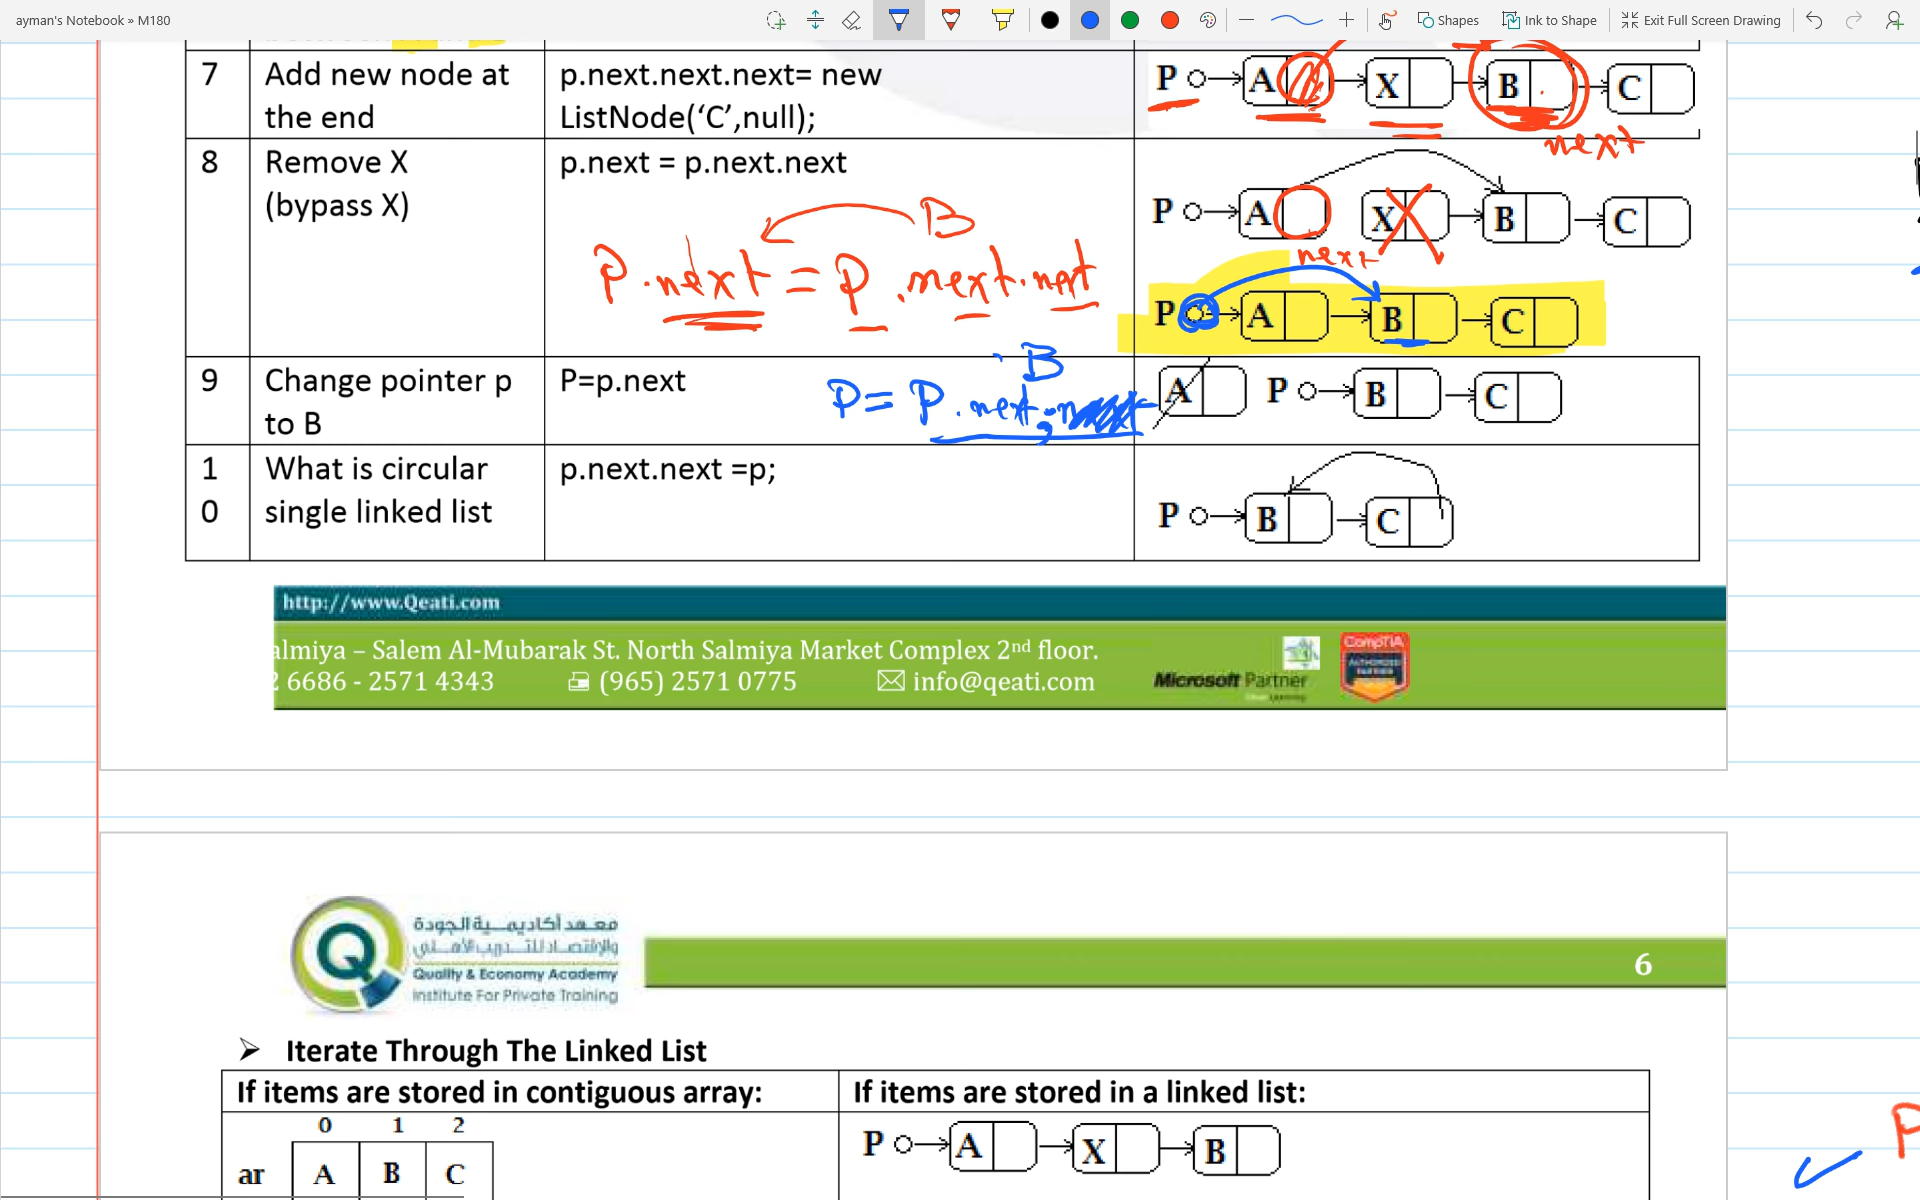 ayman's Notebook » M180
Shapes
Ink to Shape
Exit Full Screen Drawing
7
Add new node at the end
p.next.next.next= new ListNode('C',null);
P A X B C
next
8
Remove X (bypass X)
p.next = p.next.next
P A X B C
next
B
P.next = P.next.next
P A B C
9
Change pointer p to B
P=p.next
B
P= P.next;
A P B C
10
What is circular single linked list
p.next.next =p;
P B C
http://www.Qeati.com
almiya – Salem Al-Mubarak St. North Salmiya Market Complex 2nd floor.
2 6686 - 2571 4343 (965) 2571 0775 info@qeati.com
Microsoft Partner
CompTIA
AUTHORIZED
معهد أكاديمية الجودة
Quality & Economy Academy
Institute For Private Training
6
Iterate Through The Linked List
If items are stored in contiguous array:
If items are stored in a linked list:
0 1 2
ar A B C
P A X B
P